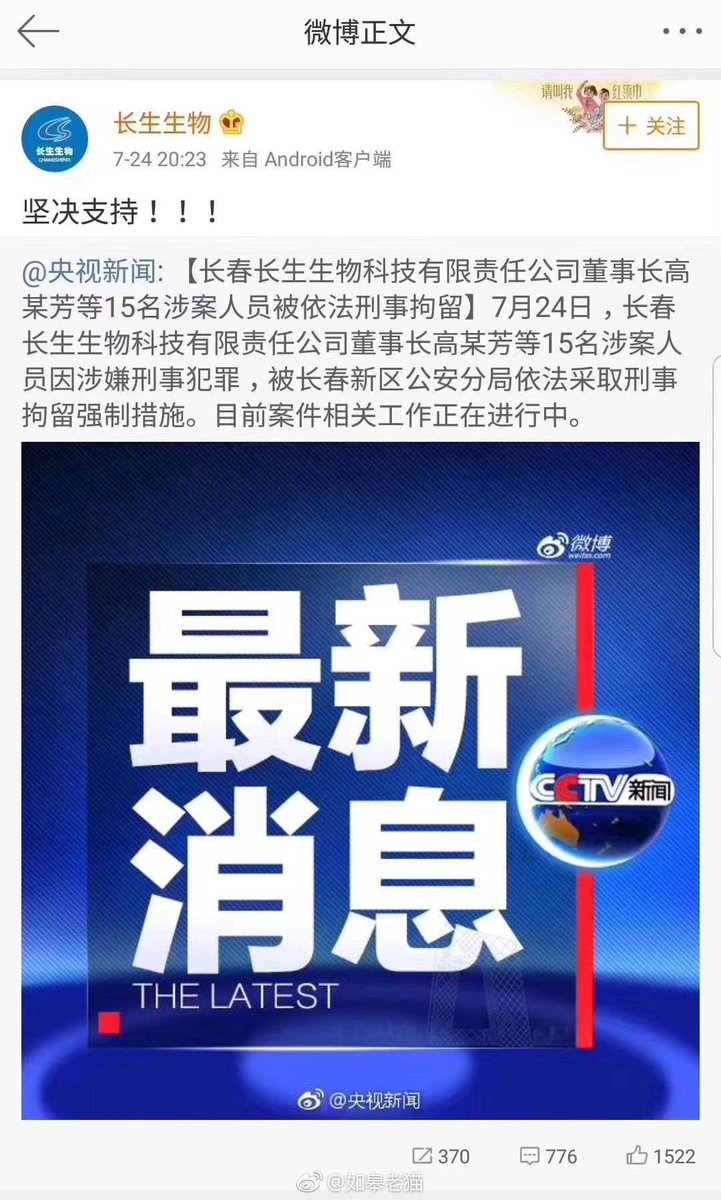 微博正文
请叫我 红领巾
长生生物
长生生物
CHANGSHENG
+ 关注
7-24 20:23 来自 Android客户端
坚决支持！！！
@央视新闻:【长春长生生物科技有限责任公司董事长高
某芳等15名涉案人员被依法刑事拘留】7月24日，长春
长生生物科技有限责任公司董事长高某芳等15名涉案人
员因涉嫌刑事犯罪，被长春新区公安分局依法采取刑事
拘留强制措施。目前案件相关工作正在进行中。
微博
weibo.com
最新
消息
CCTV新闻
THE LATEST
@央视新闻
370 776 1522
@如皋老猫